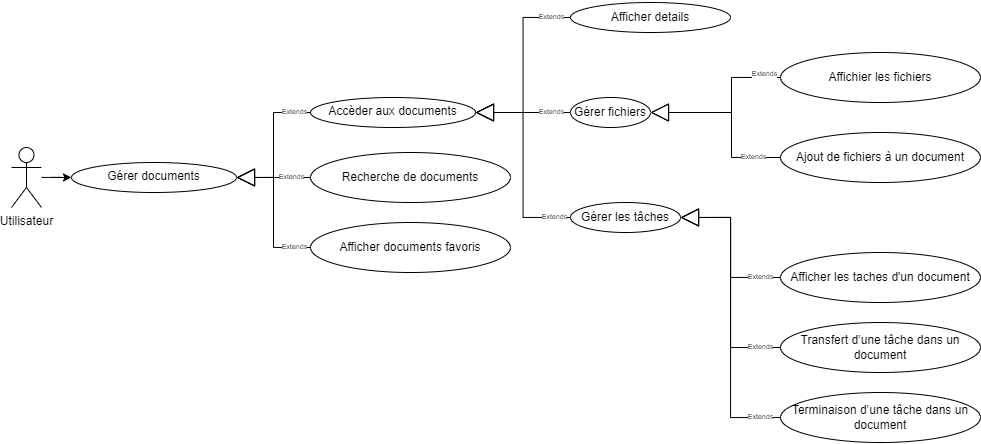 Extends
Afficher details
Extends
Affichier les fichiers
Extends
Accèder aux documents
Extends
Gérer fichiers
Extends
Ajout de fichiers à un document
Gérer documents
Extends
Recherche de documents
Utilisateur
Extends
Gérer les tâches
Extends
Afficher documents favoris
Extends
Afficher les taches d'un document
Extends
Transfert d'une tâche dans un
document
Extends
Terminaison d'une tâche dans un
document